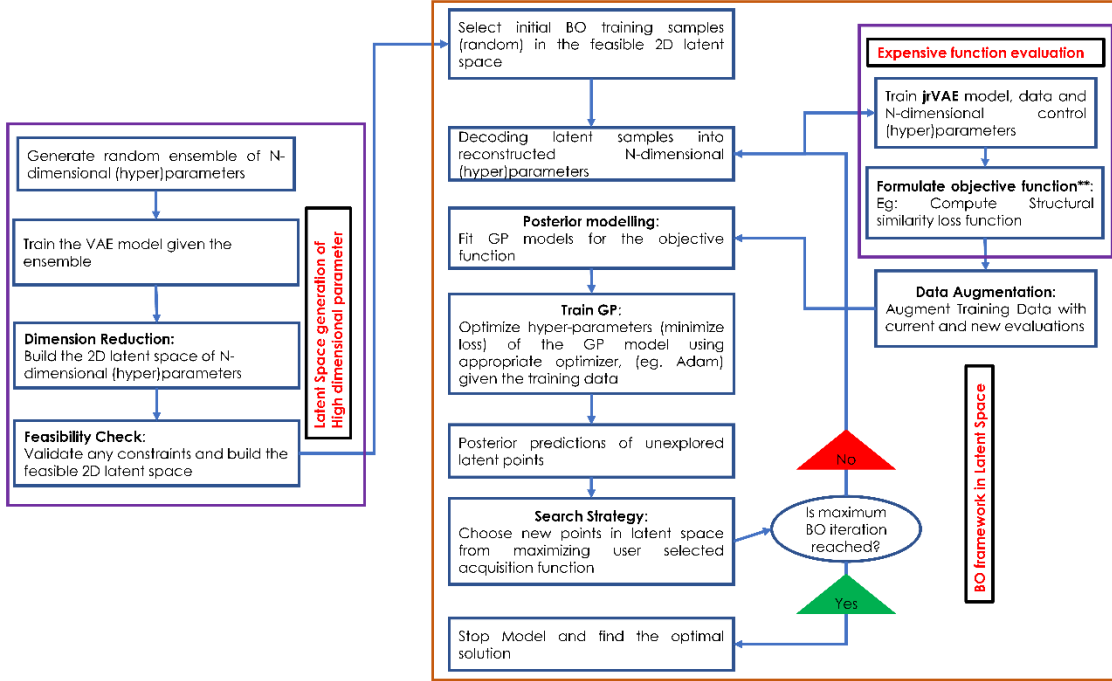 Generate random ensemble of N-
dimensional (hyper)parameters
Train the VAE model given the
ensemble
Dimension Reduction:
Build the 2D latent space of N-
dimensional (hyper)parameters
Feasibility Check:
Validate any constraints and build the
feasible 2D latent space
Latent Space generation of
High dimensional parameter
Select initial BO training samples
(random) in the feasible 2D latent
space
Decoding latent samples into
reconstructed N-dimensional
(hyper)parameters
Posterior modelling:
Fit GP models for the objective
function
Train GP:
Optimize hyper-parameters (minimize
loss) of the GP model using
appropriate optimizer, (eg. Adam)
given the training data
Posterior predictions of unexplored
latent points
Search Strategy:
Choose new points in latent space
from maximizing user selected
acquisition function
Stop Model and find the optimal
solution
Is maximum
BO iteration
reached?
No
Yes
Expensive function evaluation
Train jrVAE model, data and
N-dimensional control
(hyper)parameters
Formulate objective function**:
Eg: Compute Structural
similarity loss function
Data Augmentation:
Augment Training Data with
current and new evaluations
BO framework in Latent Space